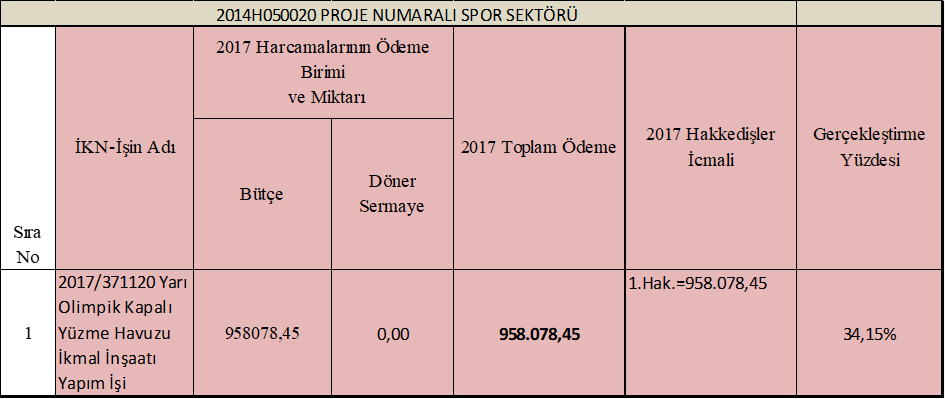 2014H050020 PROJE NUMARALI SPOR SEKTÖRÜ
Sıra
No
İKN-İşin Adı
2017 Harcamalarının Ödeme
Birimi
ve Miktarı
Bütçe
Döner
Sermaye
2017 Toplam Ödeme
2017 Hakkedişler
İcmali
Gerçekleştirme
Yüzdesi
1
2017/371120 Yarı
Olimpik Kapalı
Yüzme Havuzu
İkmal İnşaatı
Yapım İşi
958078,45
0,00
958.078,45
1.Hak.=958.078,45
34,15%